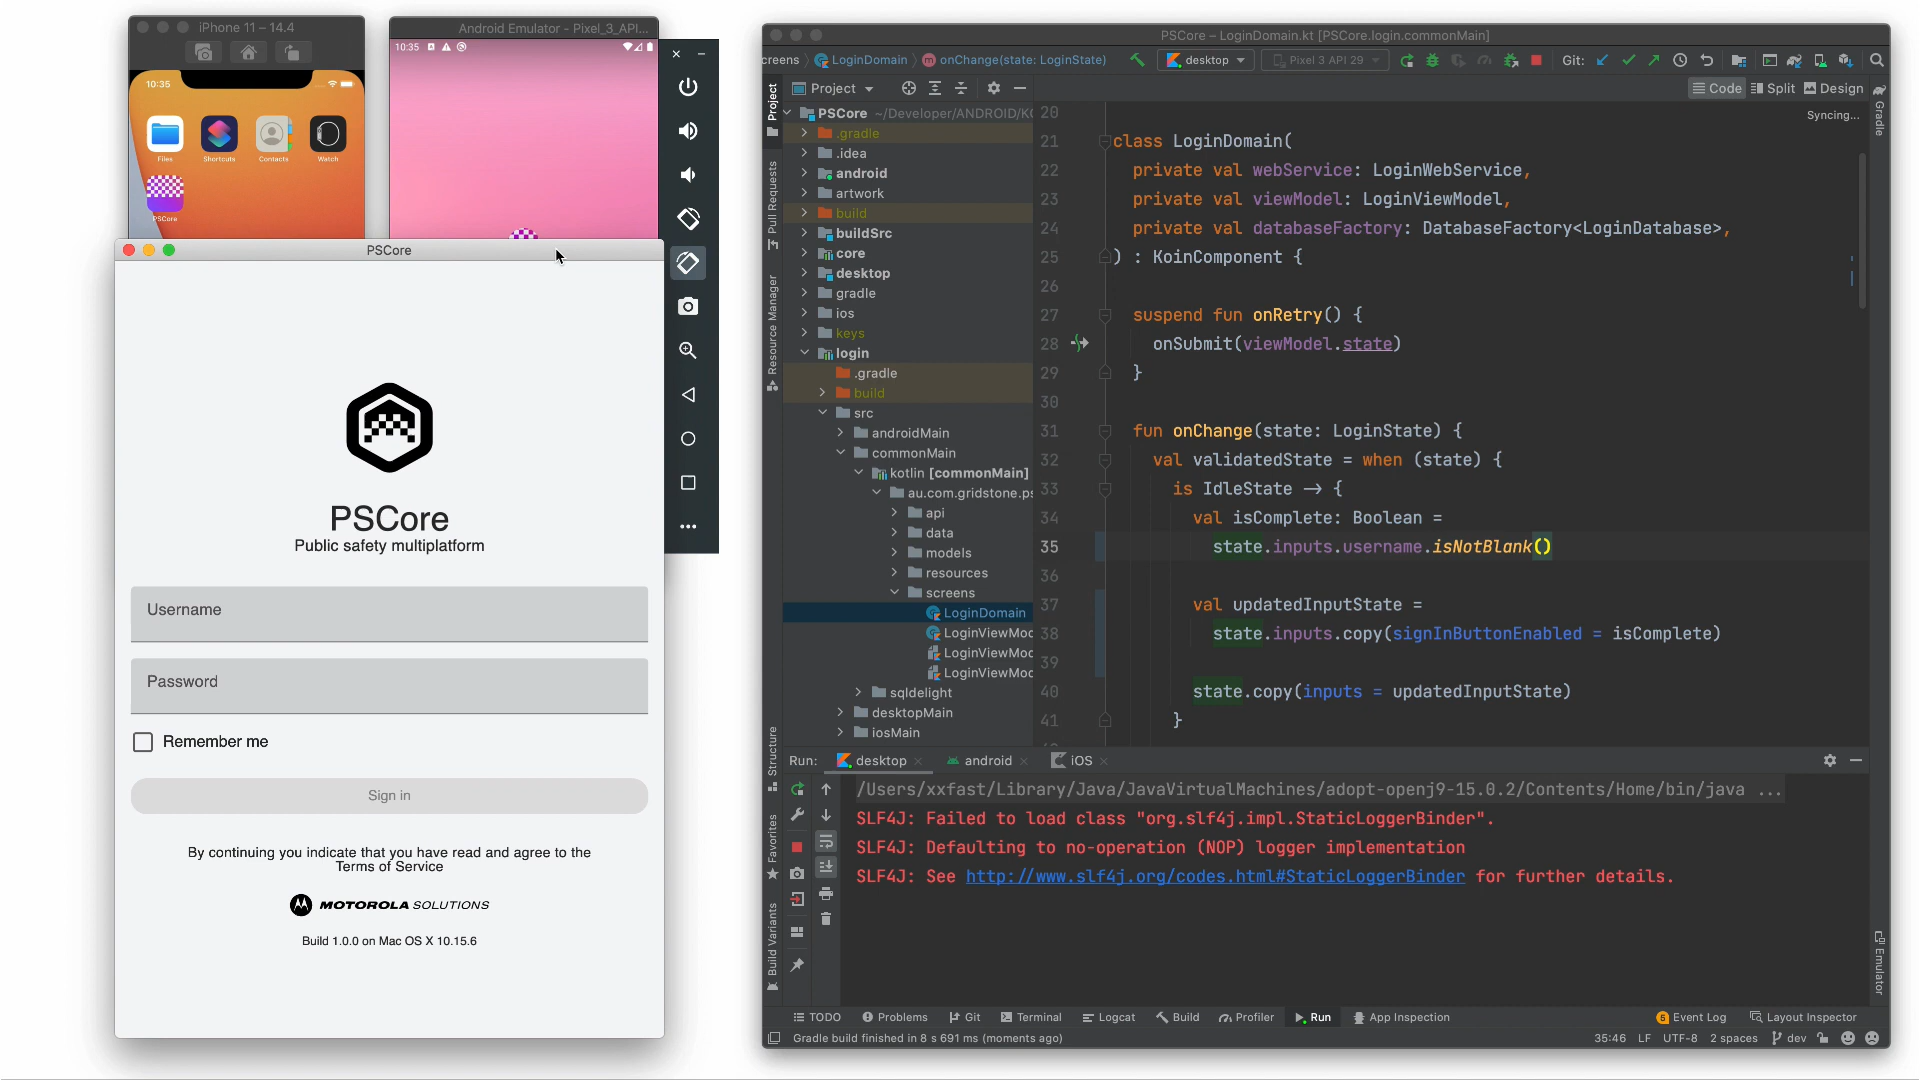 iPhone 11 – 14.4
10:35
Files
Shortcuts
Contacts
Watch
PSCore
Android Emulator - Pixel_3_API...
10:35
PSCore
PSCore
Public safety multiplatform
Username
Password
Remember me
Sign in
By continuing you indicate that you have read and agree to the
Terms of Service
MOTOROLA SOLUTIONS
Build 1.0.0 on Mac OS X 10.15.6
PSCore – LoginDomain.kt [PSCore.login.commonMain]
creens LoginDomain onChange(state: LoginState)
desktop
Pixel 3 API 29
Git:
Project
Code
Split
Design
Syncing...
Project
Pull Requests
Resource Manager
Structure
Favorites
Build Variants
Gradle
Emulator
PSCore ~/Developer/ANDROID/K
.gradle
.idea
android
artwork
build
buildSrc
core
desktop
gradle
ios
keys
login
.gradle
build
src
androidMain
commonMain
kotlin [commonMain]
au.com.gridstone.ps
api
data
models
resources
screens
LoginDomain
LoginViewMod
LoginViewMod
LoginViewMod
sqldelight
desktopMain
iosMain
20
21 class LoginDomain(
22 private val webService: LoginWebService,
23 private val viewModel: LoginViewModel,
24 private val databaseFactory: DatabaseFactory<LoginDatabase>,
25 ) : KoinComponent {
26
27 suspend fun onRetry() {
28 onSubmit(viewModel.state)
29 }
30
31 fun onChange(state: LoginState) {
32 val validatedState = when (state) {
33 is IdleState → {
34 val isComplete: Boolean =
35 state.inputs.username.isNotBlank()
36
37 val updatedInputState =
38 state.inputs.copy(signInButtonEnabled = isComplete)
39
40 state.copy(inputs = updatedInputState)
41 }
Run: desktop android iOS
/Users/xxfast/Library/Java/JavaVirtualMachines/adopt-openj9-15.0.2/Contents/Home/bin/java ...
SLF4J: Failed to load class "org.slf4j.impl.StaticLoggerBinder".
SLF4J: Defaulting to no-operation (NOP) logger implementation
SLF4J: See http://www.slf4j.org/codes.html#StaticLoggerBinder for further details.
TODO Problems Git Terminal Logcat Build Profiler Run App Inspection
6 Event Log Layout Inspector
Gradle build finished in 8 s 691 ms (moments ago)
35:46 LF UTF-8 2 spaces dev